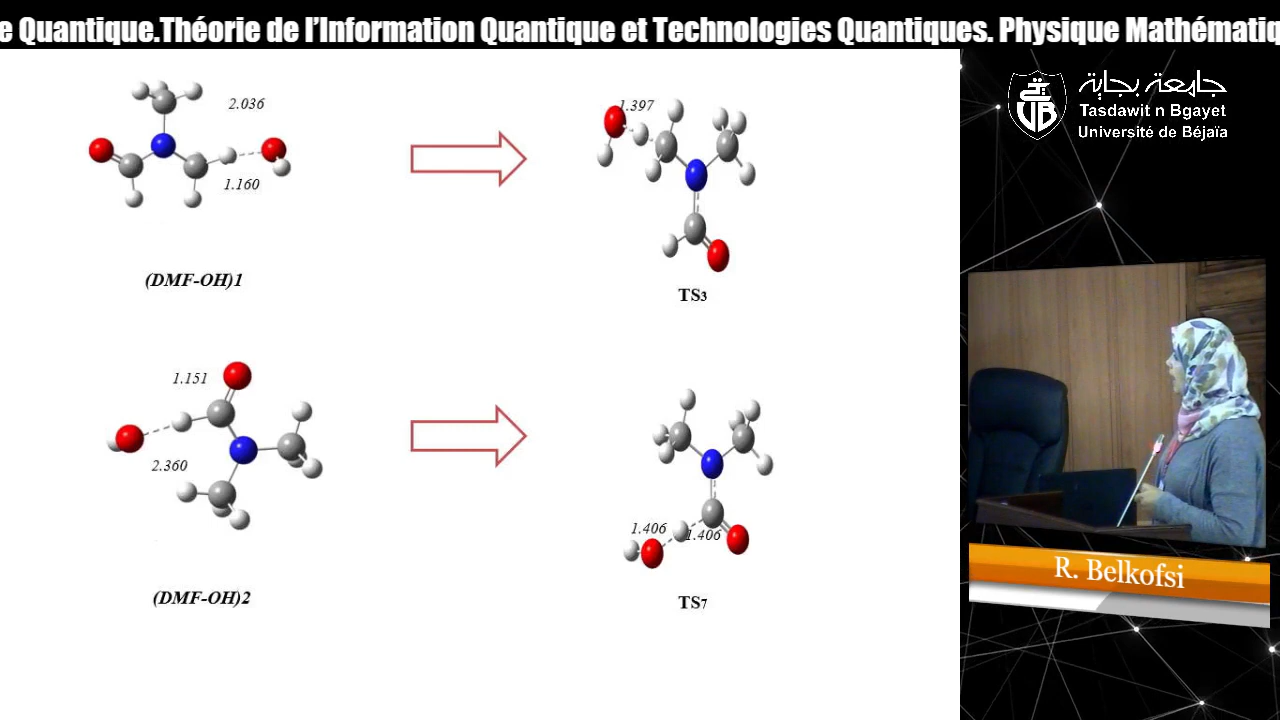 e Quantique.Théorie de l’Information Quantique et Technologies Quantiques. Physique Mathématiq
جامعة بجاية
Tasdawit n Bgayet
Université de Béjaïa
2.036
1.160
(DMF-OH)1
1.397
TS3
1.151
2.360
(DMF-OH)2
1.406
1.406
TS7
R. Belkofsi